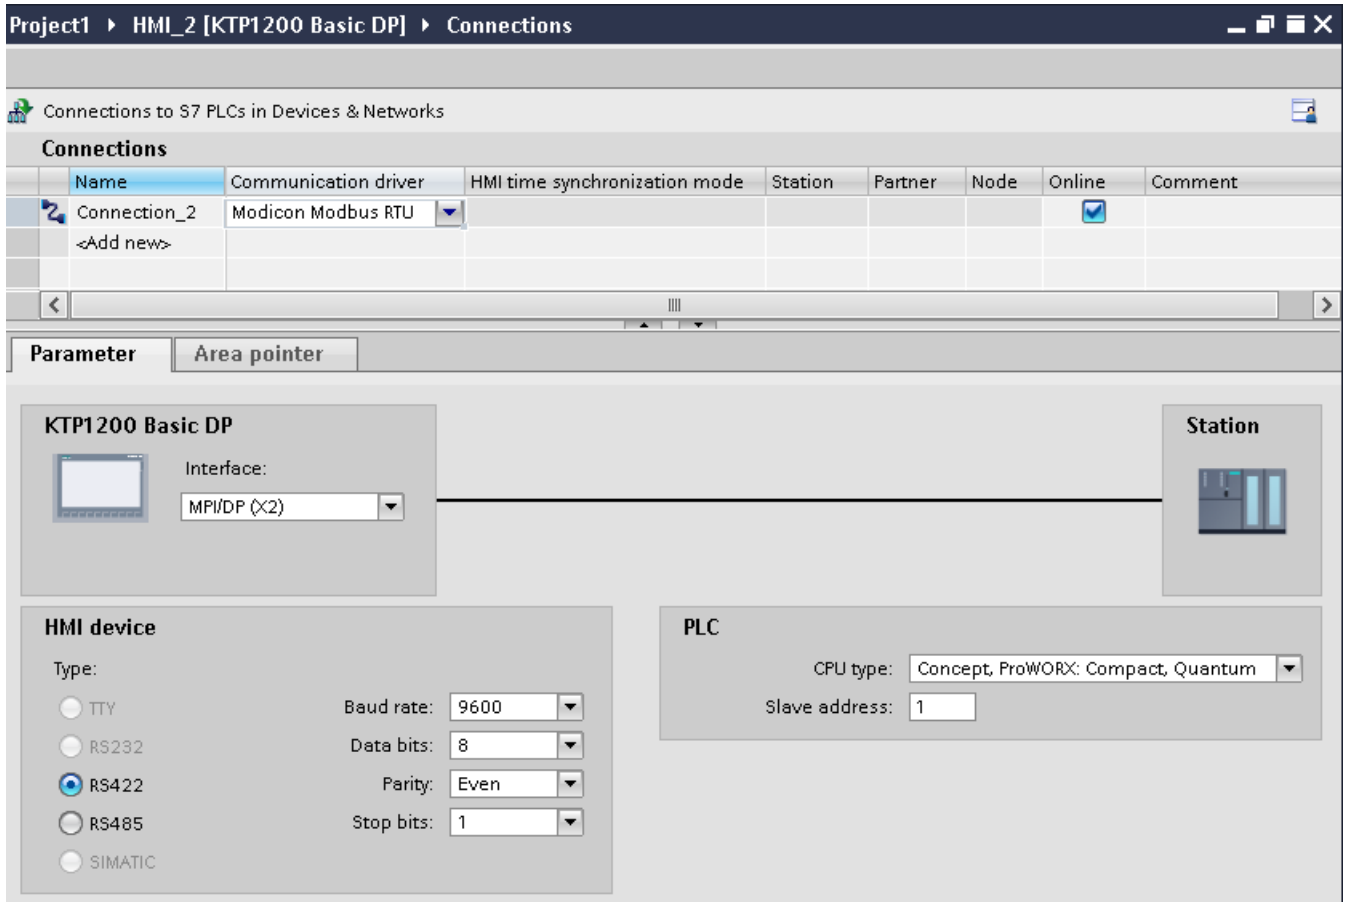 Project1 ▸ HMI_2 [KTP1200 Basic DP] ▸ Connections
Connections to S7 PLCs in Devices & Networks
Connections
Name Communication driver HMI time synchronization mode Station Partner Node Online Comment
Connection_2 Modicon Modbus RTU
<Add new>
Parameter Area pointer
KTP1200 Basic DP Station
Interface:
MPI/DP (X2)
HMI device PLC
Type: CPU type: Concept, ProWORX: Compact, Quantum
TTY Baud rate: 9600 Slave address: 1
RS232 Data bits: 8
RS422 Parity: Even
RS485 Stop bits: 1
SIMATIC